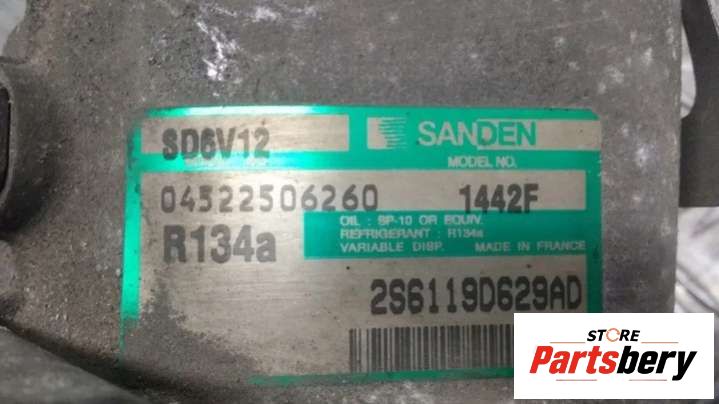 SD6V12 SANDEN
MODEL NO.
04522506260 1442F
OIL : SP-10 OR EQUIV.
REFRIGERANT : R134a
R134a VARIABLE DISP. MADE IN FRANCE
2S6119D629AD
STORE
Partsbery